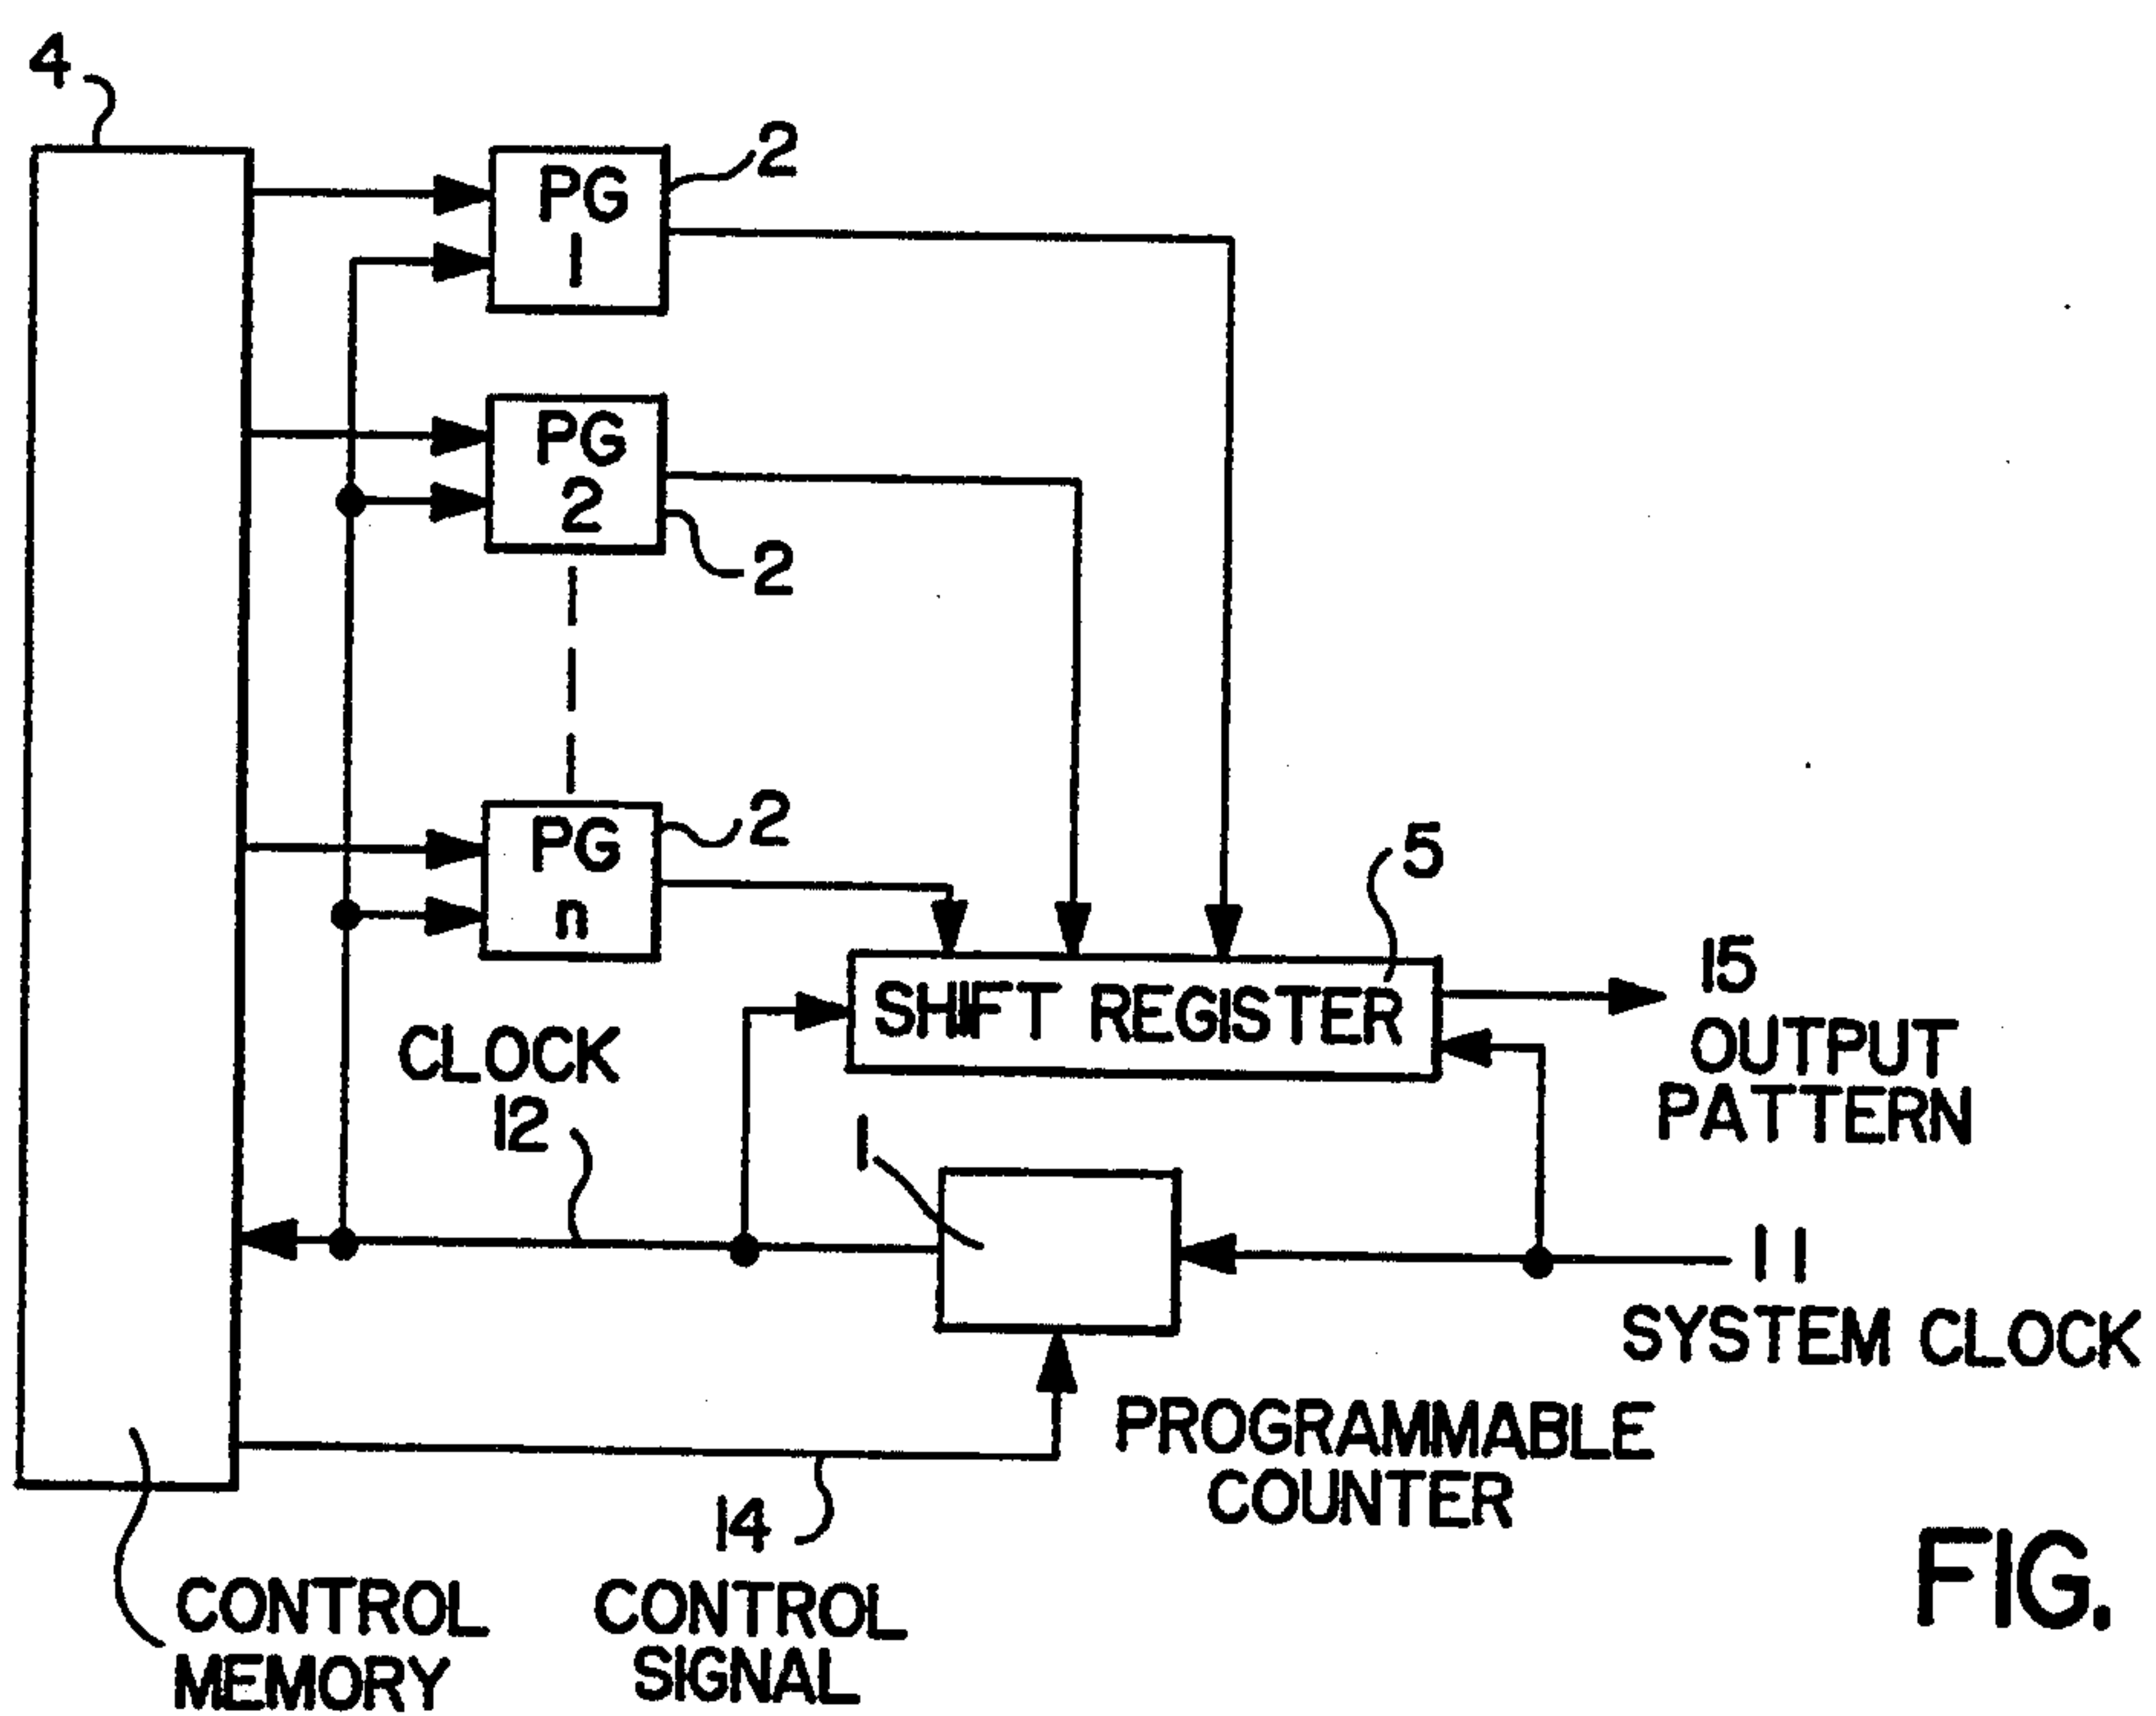 4
PG
1
2
PG
2
2
PG
n
2
5
SHIFT REGISTER
15
OUTPUT
PATTERN
CLOCK
12
1
11
SYSTEM CLOCK
PROGRAMMABLE
COUNTER
14
CONTROL
SIGNAL
CONTROL
MEMORY
FIG.